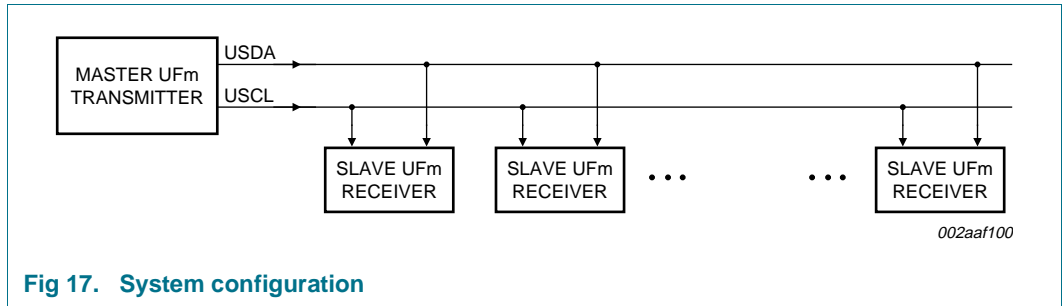 USDA
MASTER UFm
TRANSMITTER
USCL
SLAVE UFm
RECEIVER
SLAVE UFm
RECEIVER
SLAVE UFm
RECEIVER
002aaf100
Fig 17. System configuration